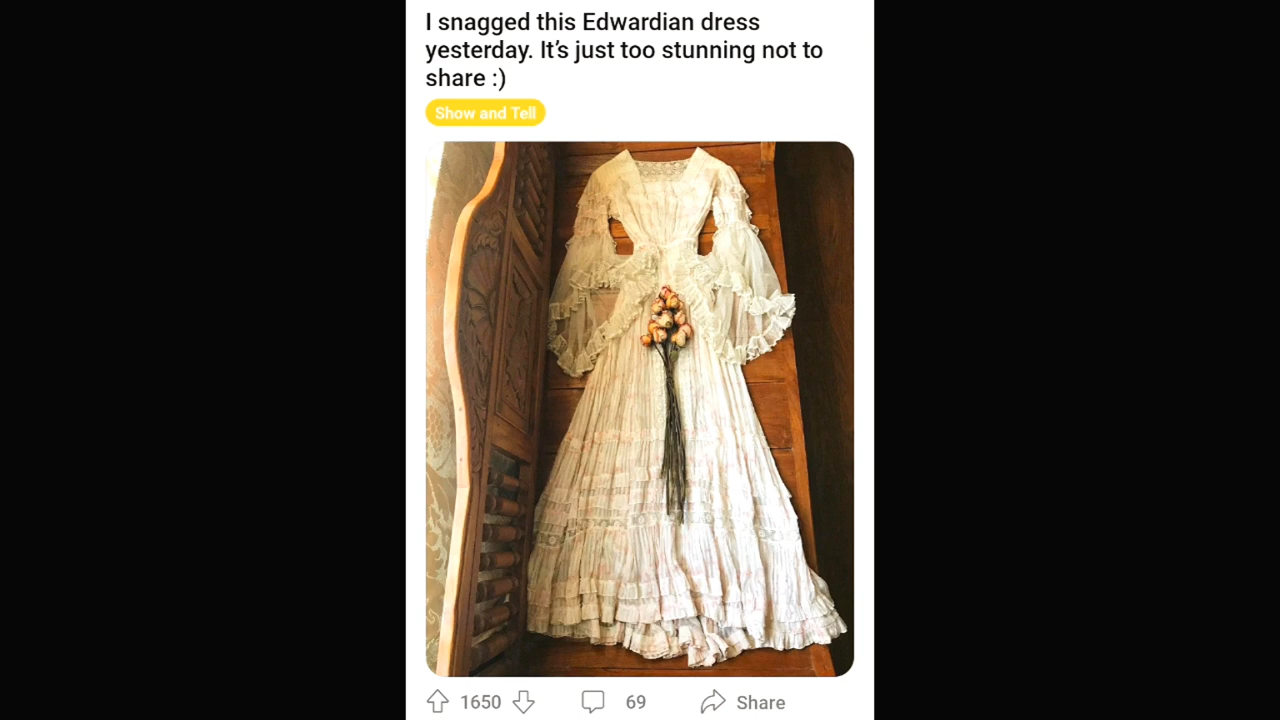 I snagged this Edwardian dress
yesterday. It’s just too stunning not to
share :)
Show and Tell
1650
69
Share